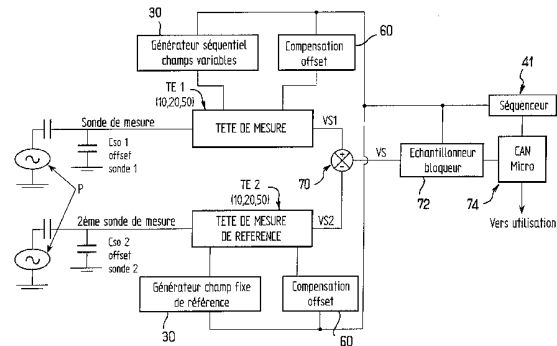 30
60
Générateur séquentiel
champs variables
Compensation
offset
41
TE 1
(10,20,50)
Séquenceur
Sonde de mesure
TETE DE MESURE
VS1
Cso 1
offset
sonde 1
VS
Echantillonneur
bloqueur
CAN
Micro
P
70
72
74
TE 2
(10,20,50)
2ème sonde de mesure
TETE DE MESURE
DE REFERENCE
VS2
Vers utilisation
Cso 2
offset
sonde 2
Générateur champ fixe
de référence
Compensation
offset
30
60